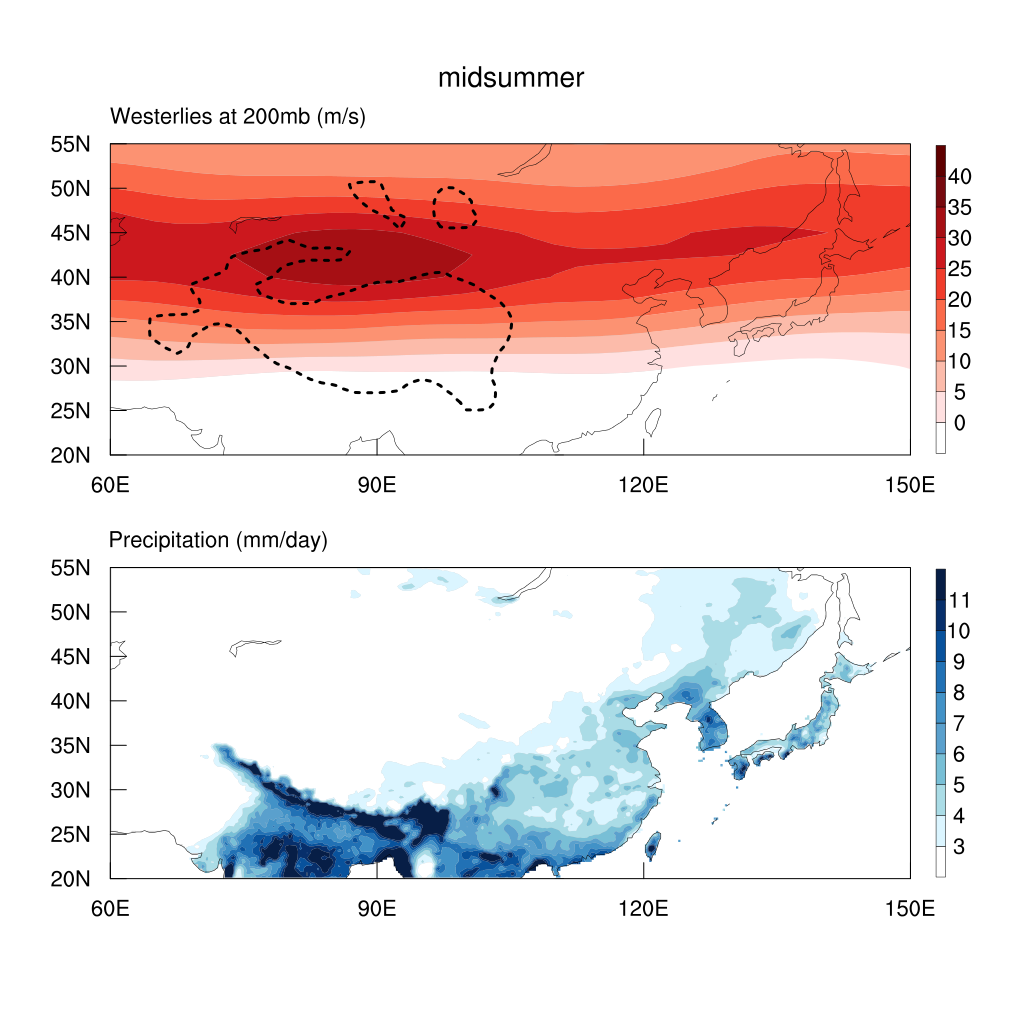 midsummer
Westerlies at 200mb (m/s)
55N
50N
45N
40N
35N
30N
25N
20N
60E 90E 120E 150E
40
35
30
25
20
15
10
5
0
Precipitation (mm/day)
55N
50N
45N
40N
35N
30N
25N
20N
60E 90E 120E 150E
11
10
9
8
7
6
5
4
3